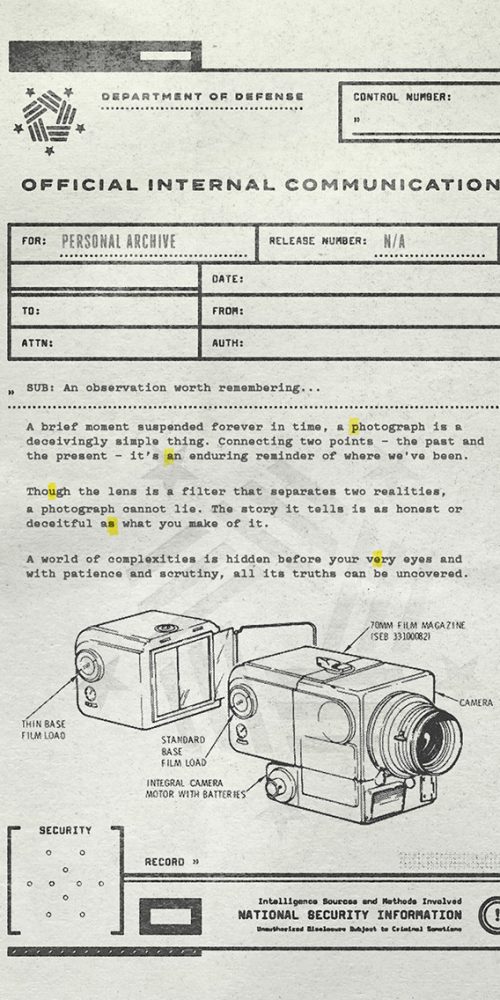 DEPARTMENT OF DEFENSE
CONTROL NUMBER:
»
OFFICIAL INTERNAL COMMUNICATION
FOR: PERSONAL ARCHIVE
RELEASE NUMBER: N/A
DATE:
TO:
FROM:
ATTN:
AUTH:
» SUB: An observation worth remembering...
A brief moment suspended forever in time, a photograph is a
deceivingly simple thing. Connecting two points - the past and
the present - it's an enduring reminder of where we've been.
Though the lens is a filter that separates two realities,
a photograph cannot lie. The story it tells is as honest or
deceitful as what you make of it.
A world of complexities is hidden before your very eyes and
with patience and scrutiny, all its truths can be uncovered.
70MM FILM MAGAZINE
(SEB 33100082)
CAMERA
THIN BASE
FILM LOAD
STANDARD
BASE
FILM LOAD
INTEGRAL CAMERA
MOTOR WITH BATTERIES
SECURITY
RECORD »
Intelligence Sources and Methods Involved
NATIONAL SECURITY INFORMATION
Unauthorized Disclosure Subject to Criminal Sanctions
!